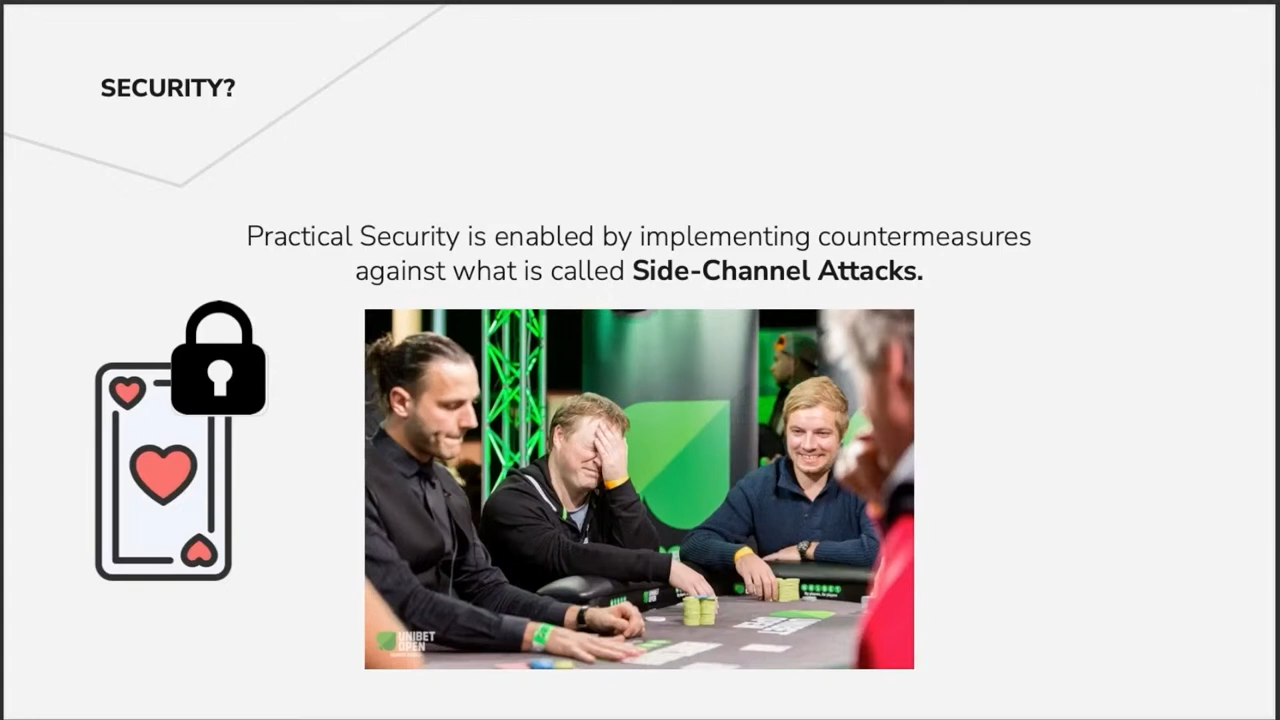 SECURITY?
Practical Security is enabled by implementing countermeasures
against what is called Side-Channel Attacks.
UNIBET
OPEN